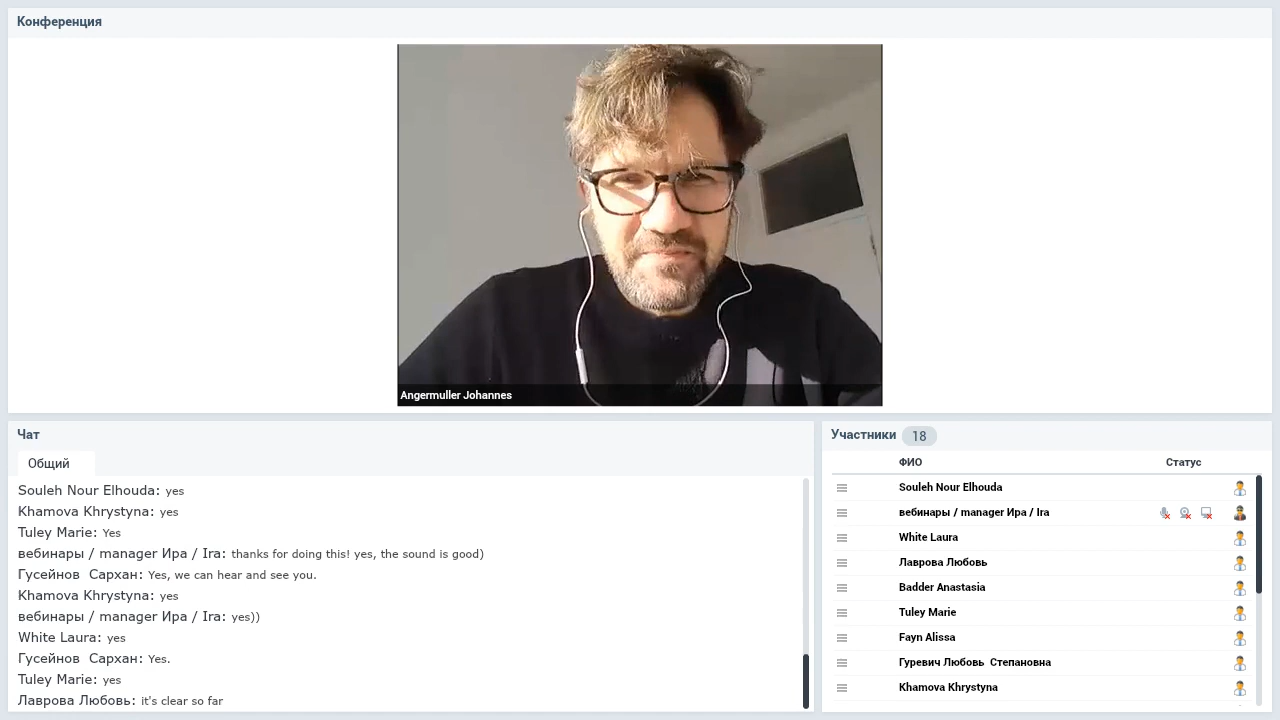 Конференция
Angermuller Johannes
Чат
Общий
Souleh Nour Elhouda: yes
Khamova Khrystyna: yes
Tuley Marie: Yes
вебинары / manager Ира / Ira: thanks for doing this! yes, the sound is good)
Гусейнов  Сархан: Yes, we can hear and see you.
Khamova Khrystyna: yes
вебинары / manager Ира / Ira: yes))
White Laura: yes
Гусейнов  Сархан: Yes.
Tuley Marie: yes
Лаврова Любовь: it's clear so far
Участники 18
ФИО Статус
Souleh Nour Elhouda
вебинары / manager Ира / Ira
White Laura
Лаврова Любовь
Badder Anastasia
Tuley Marie
Fayn Alissa
Гуревич Любовь  Степановна
Khamova Khrystyna